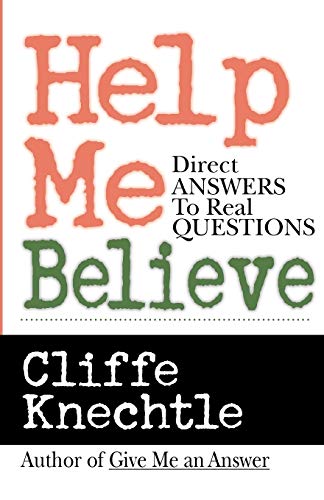 Help
Me
Direct
ANSWERS
To Real
QUESTIONS
Believe
Cliffe
Knechtle
Author of Give Me an Answer